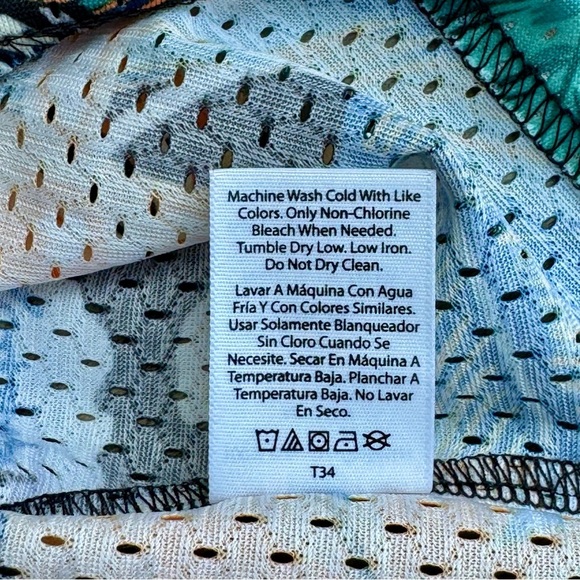 Machine Wash Cold With Like
Colors. Only Non-Chlorine
Bleach When Needed.
Tumble Dry Low. Low Iron.
Do Not Dry Clean.
Lavar A Máquina Con Agua
Fría Y Con Colores Similares.
Usar Solamente Blanqueador
Sin Cloro Cuando Se
Necesite. Secar En Máquina A
Temperatura Baja. Planchar A
Temperatura Baja. No Lavar
En Seco.
T34